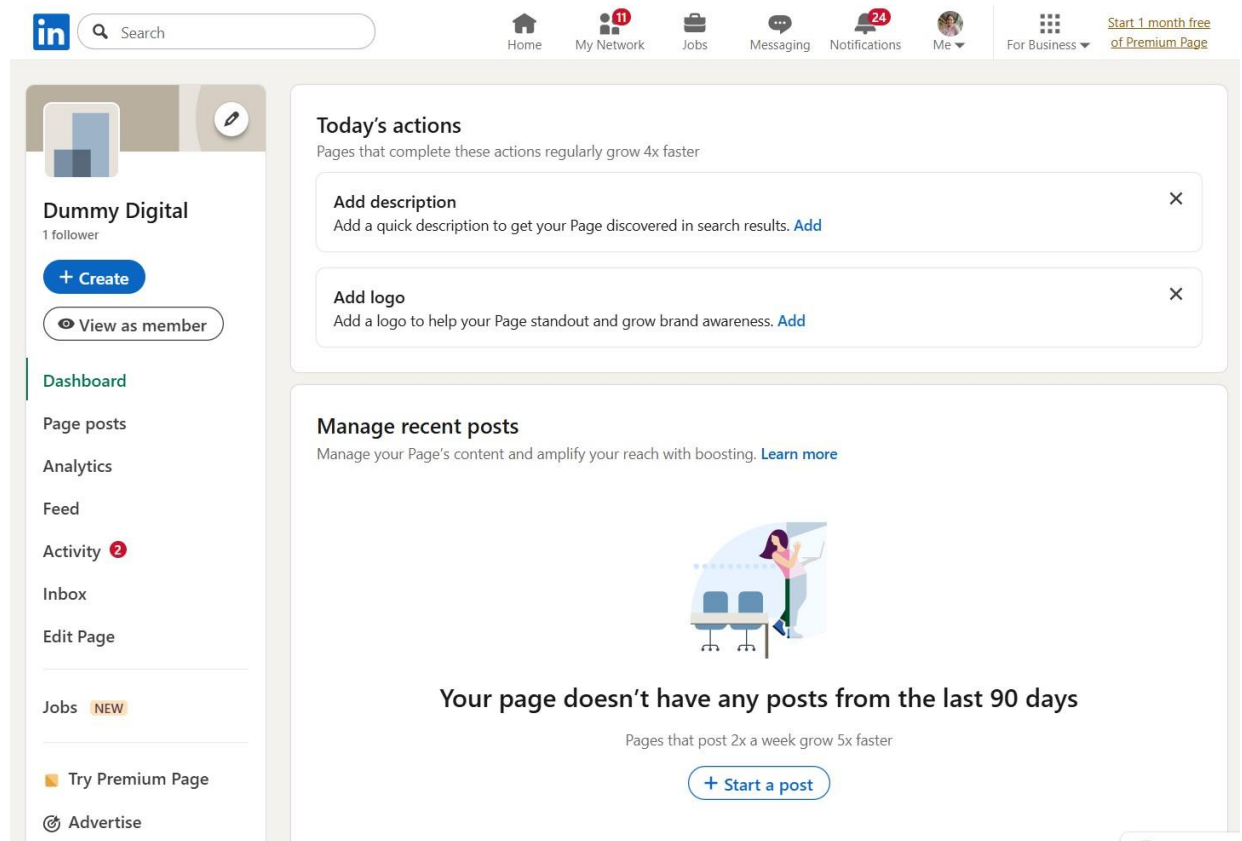 in
Search
Home
11
My Network
Jobs
Messaging
24
Notifications
Me
For Business
Start 1 month free
of Premium Page
Dummy Digital
1 follower
+ Create
View as member
Dashboard
Page posts
Analytics
Feed
Activity 2
Inbox
Edit Page
Jobs NEW
Try Premium Page
Advertise
Today's actions
Pages that complete these actions regularly grow 4x faster
Add description
Add a quick description to get your Page discovered in search results. Add
Add logo
Add a logo to help your Page standout and grow brand awareness. Add
Manage recent posts
Manage your Page's content and amplify your reach with boosting. Learn more
Your page doesn't have any posts from the last 90 days
Pages that post 2x a week grow 5x faster
+ Start a post